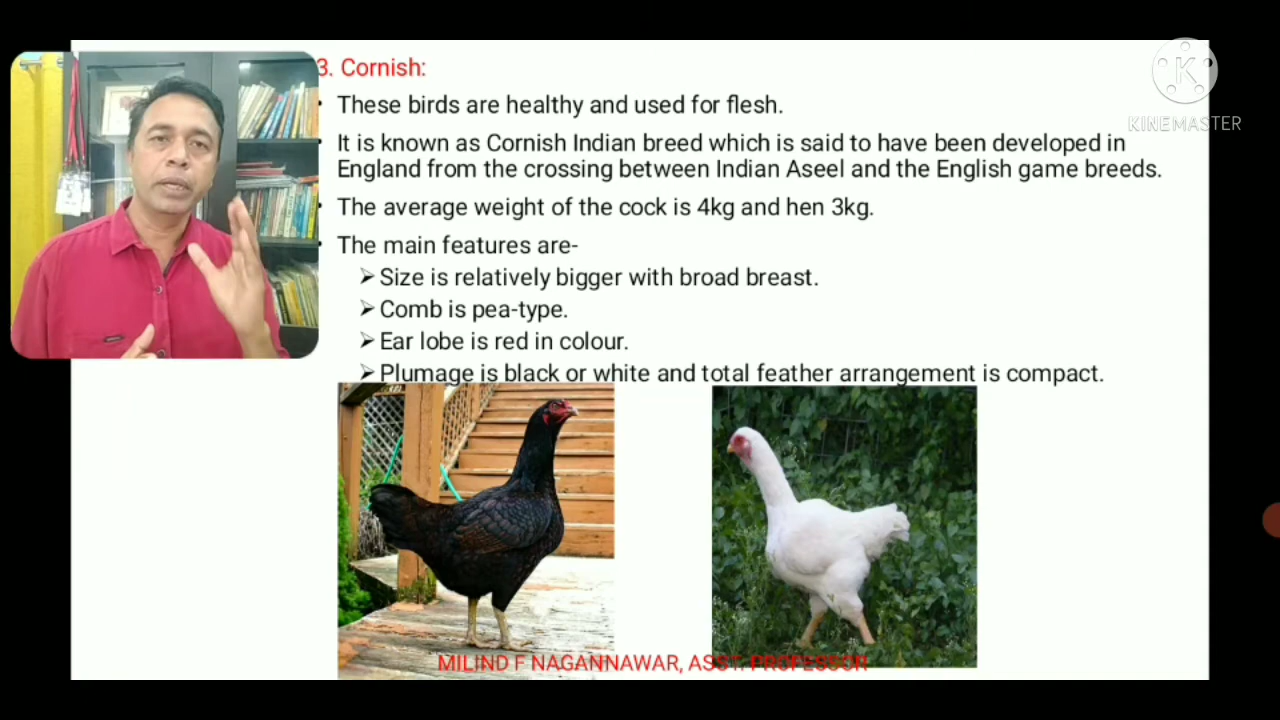 3. Cornish:
• These birds are healthy and used for flesh.
• It is known as Cornish Indian breed which is said to have been developed in
England from the crossing between Indian Aseel and the English game breeds.
• The average weight of the cock is 4kg and hen 3kg.
• The main features are-
➢ Size is relatively bigger with broad breast.
➢ Comb is pea-type.
➢ Ear lobe is red in colour.
➢ Plumage is black or white and total feather arrangement is compact.
MILIND F NAGANNAWAR, ASST. PROFESSOR
K
KINEMASTER